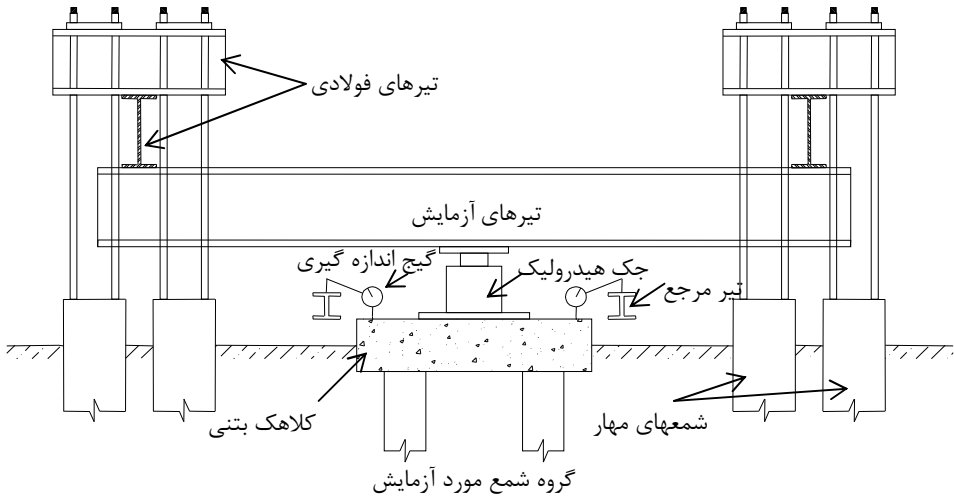 تیرهای فولادی
تیرهای آزمایش
گیج اندازه گیری
جک هیدرولیک
تیر مرجع
کلاهک بتنی
شمعهای مهار
گروه شمع مورد آزمایش